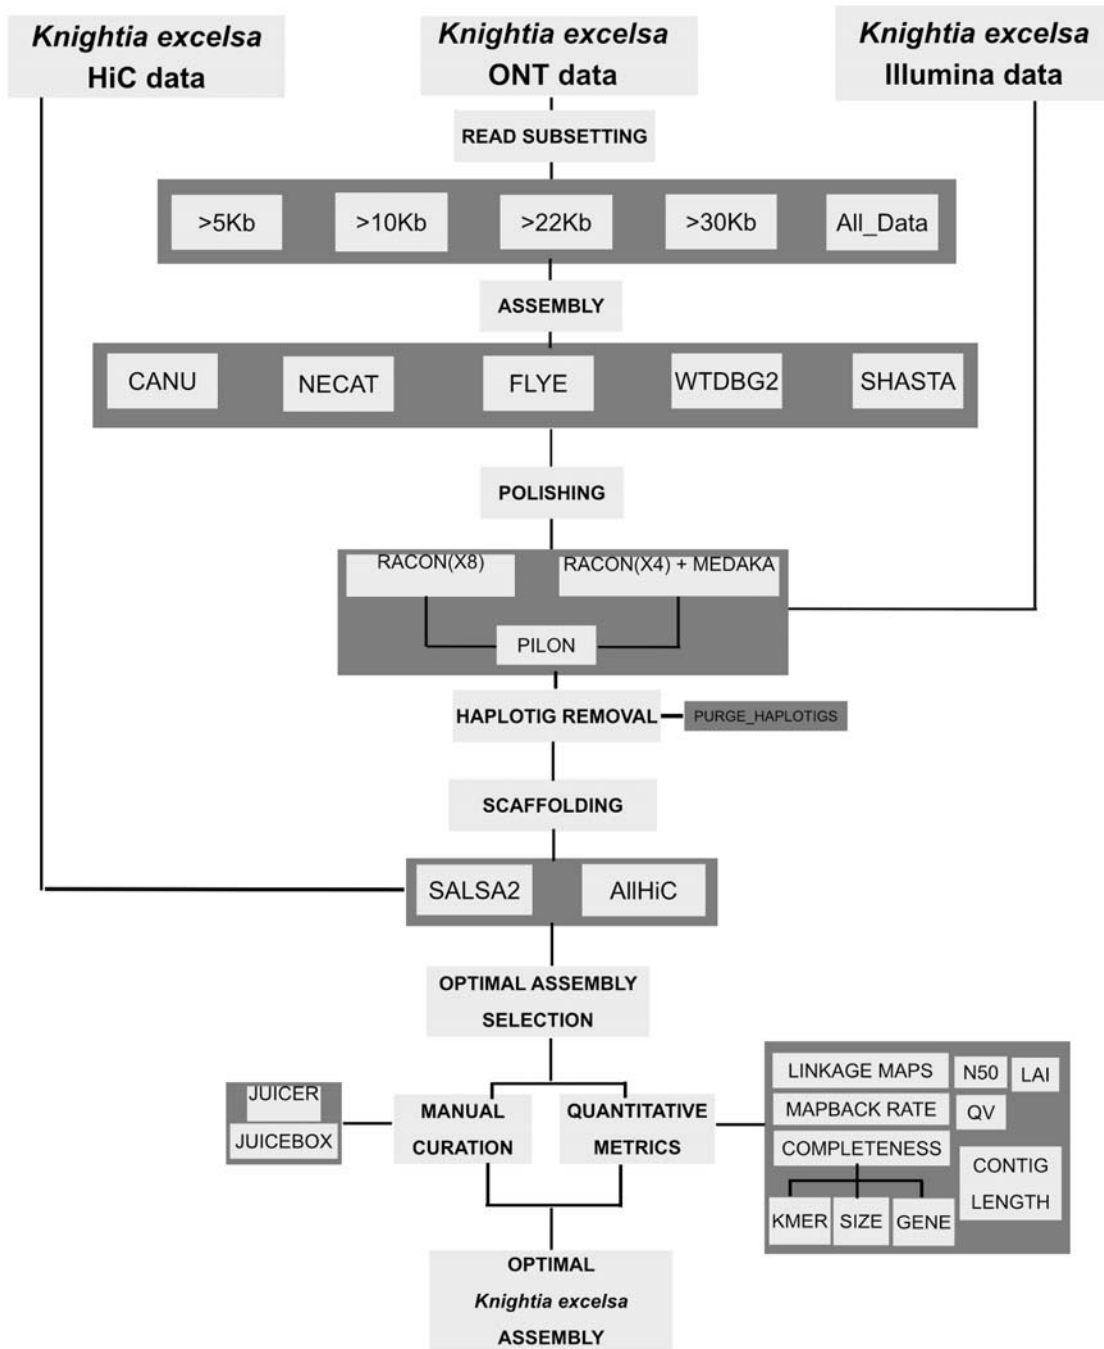 Knightia excelsa
HiC data
Knightia excelsa
ONT data
Knightia excelsa
Illumina data
READ SUBSETTING
>5Kb
>10Kb
>22Kb
>30Kb
All_Data
ASSEMBLY
CANU
NECAT
FLYE
WTDBG2
SHASTA
POLISHING
RACON(X8)
RACON(X4) + MEDAKA
PILON
HAPLOTIG REMOVAL
PURGE_HAPLOTIGS
SCAFFOLDING
SALSA2
AllHiC
OPTIMAL ASSEMBLY
SELECTION
JUICER
JUICEBOX
MANUAL
CURATION
QUANTITATIVE
METRICS
LINKAGE MAPS
N50
LAI
MAPBACK RATE
QV
COMPLETENESS
CONTIG
LENGTH
KMER
SIZE
GENE
OPTIMAL
Knightia excelsa
ASSEMBLY